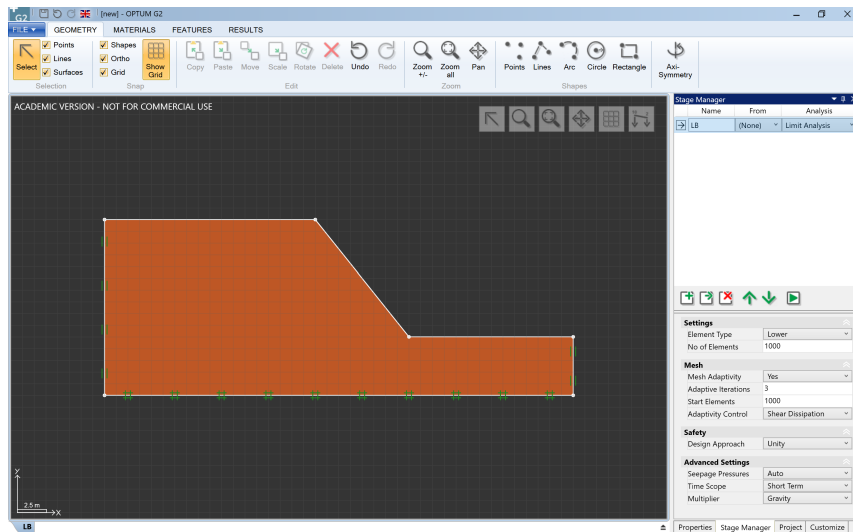 G2 [new] - OPTUM G2
FILE GEOMETRY MATERIALS FEATURES RESULTS
Select Points Lines Surfaces
Selection
Shapes Ortho Grid Show Grid
Snap
Copy Paste Move Scale Rotate Delete Undo Redo
Edit
Zoom +/- Zoom all Pan
Zoom
Points Lines Arc Circle Rectangle
Shapes
Axi-Symmetry
ACADEMIC VERSION - NOT FOR COMMERCIAL USE
Y
2.5 m
X
LB
Stage Manager
Name From Analysis
LB (None) Limit Analysis
Settings
Element Type Lower
No of Elements 1000
Mesh
Mesh Adaptivity Yes
Adaptive Iterations 3
Start Elements 1000
Adaptivity Control Shear Dissipation
Safety
Design Approach Unity
Advanced Settings
Seepage Pressures Auto
Time Scope Short Term
Multiplier Gravity
Properties Stage Manager Project Customize